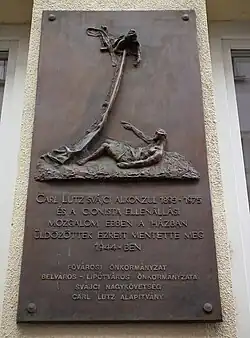 CARL LUTZ SVÁJCI ALKONZUL 1895-1975
ÉS A CIONISTA ELLENÁLLÁSI
MOZGALOM EBBEN A HÁZBAN
ÜLDÖZÖTTEK EZREIT MENTETTE MEG
1944-BEN
FŐVÁROSI ÖNKORMÁNYZAT
BELVÁROS - LIPÓTVÁROS ÖNKORMÁNYZATA
SVÁJCI NAGYKÖVETSÉG
CARL LUTZ ALAPÍTVÁNY